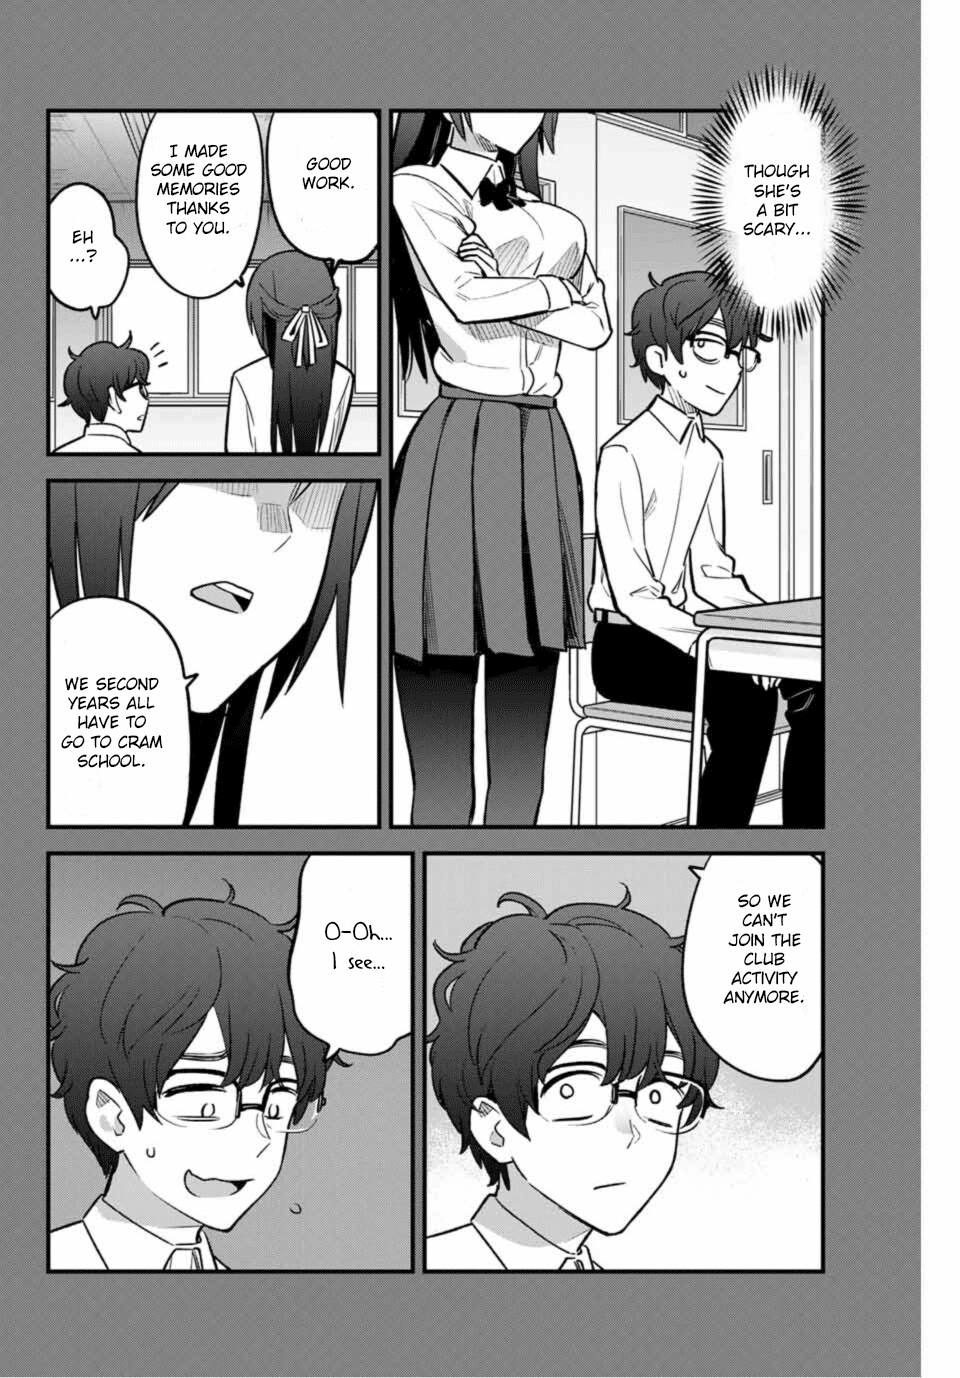 THOUGH
SHE'S
A BIT
SCARY...
GOOD
WORK.
I MADE
SOME GOOD
MEMORIES
THANKS
TO YOU.
EH
...?
WE SECOND
YEARS ALL
HAVE TO
GO TO CRAM
SCHOOL.
SO WE
CAN'T
JOIN THE
CLUB
ACTIVITY
ANYMORE.
O-Oh...
I see...